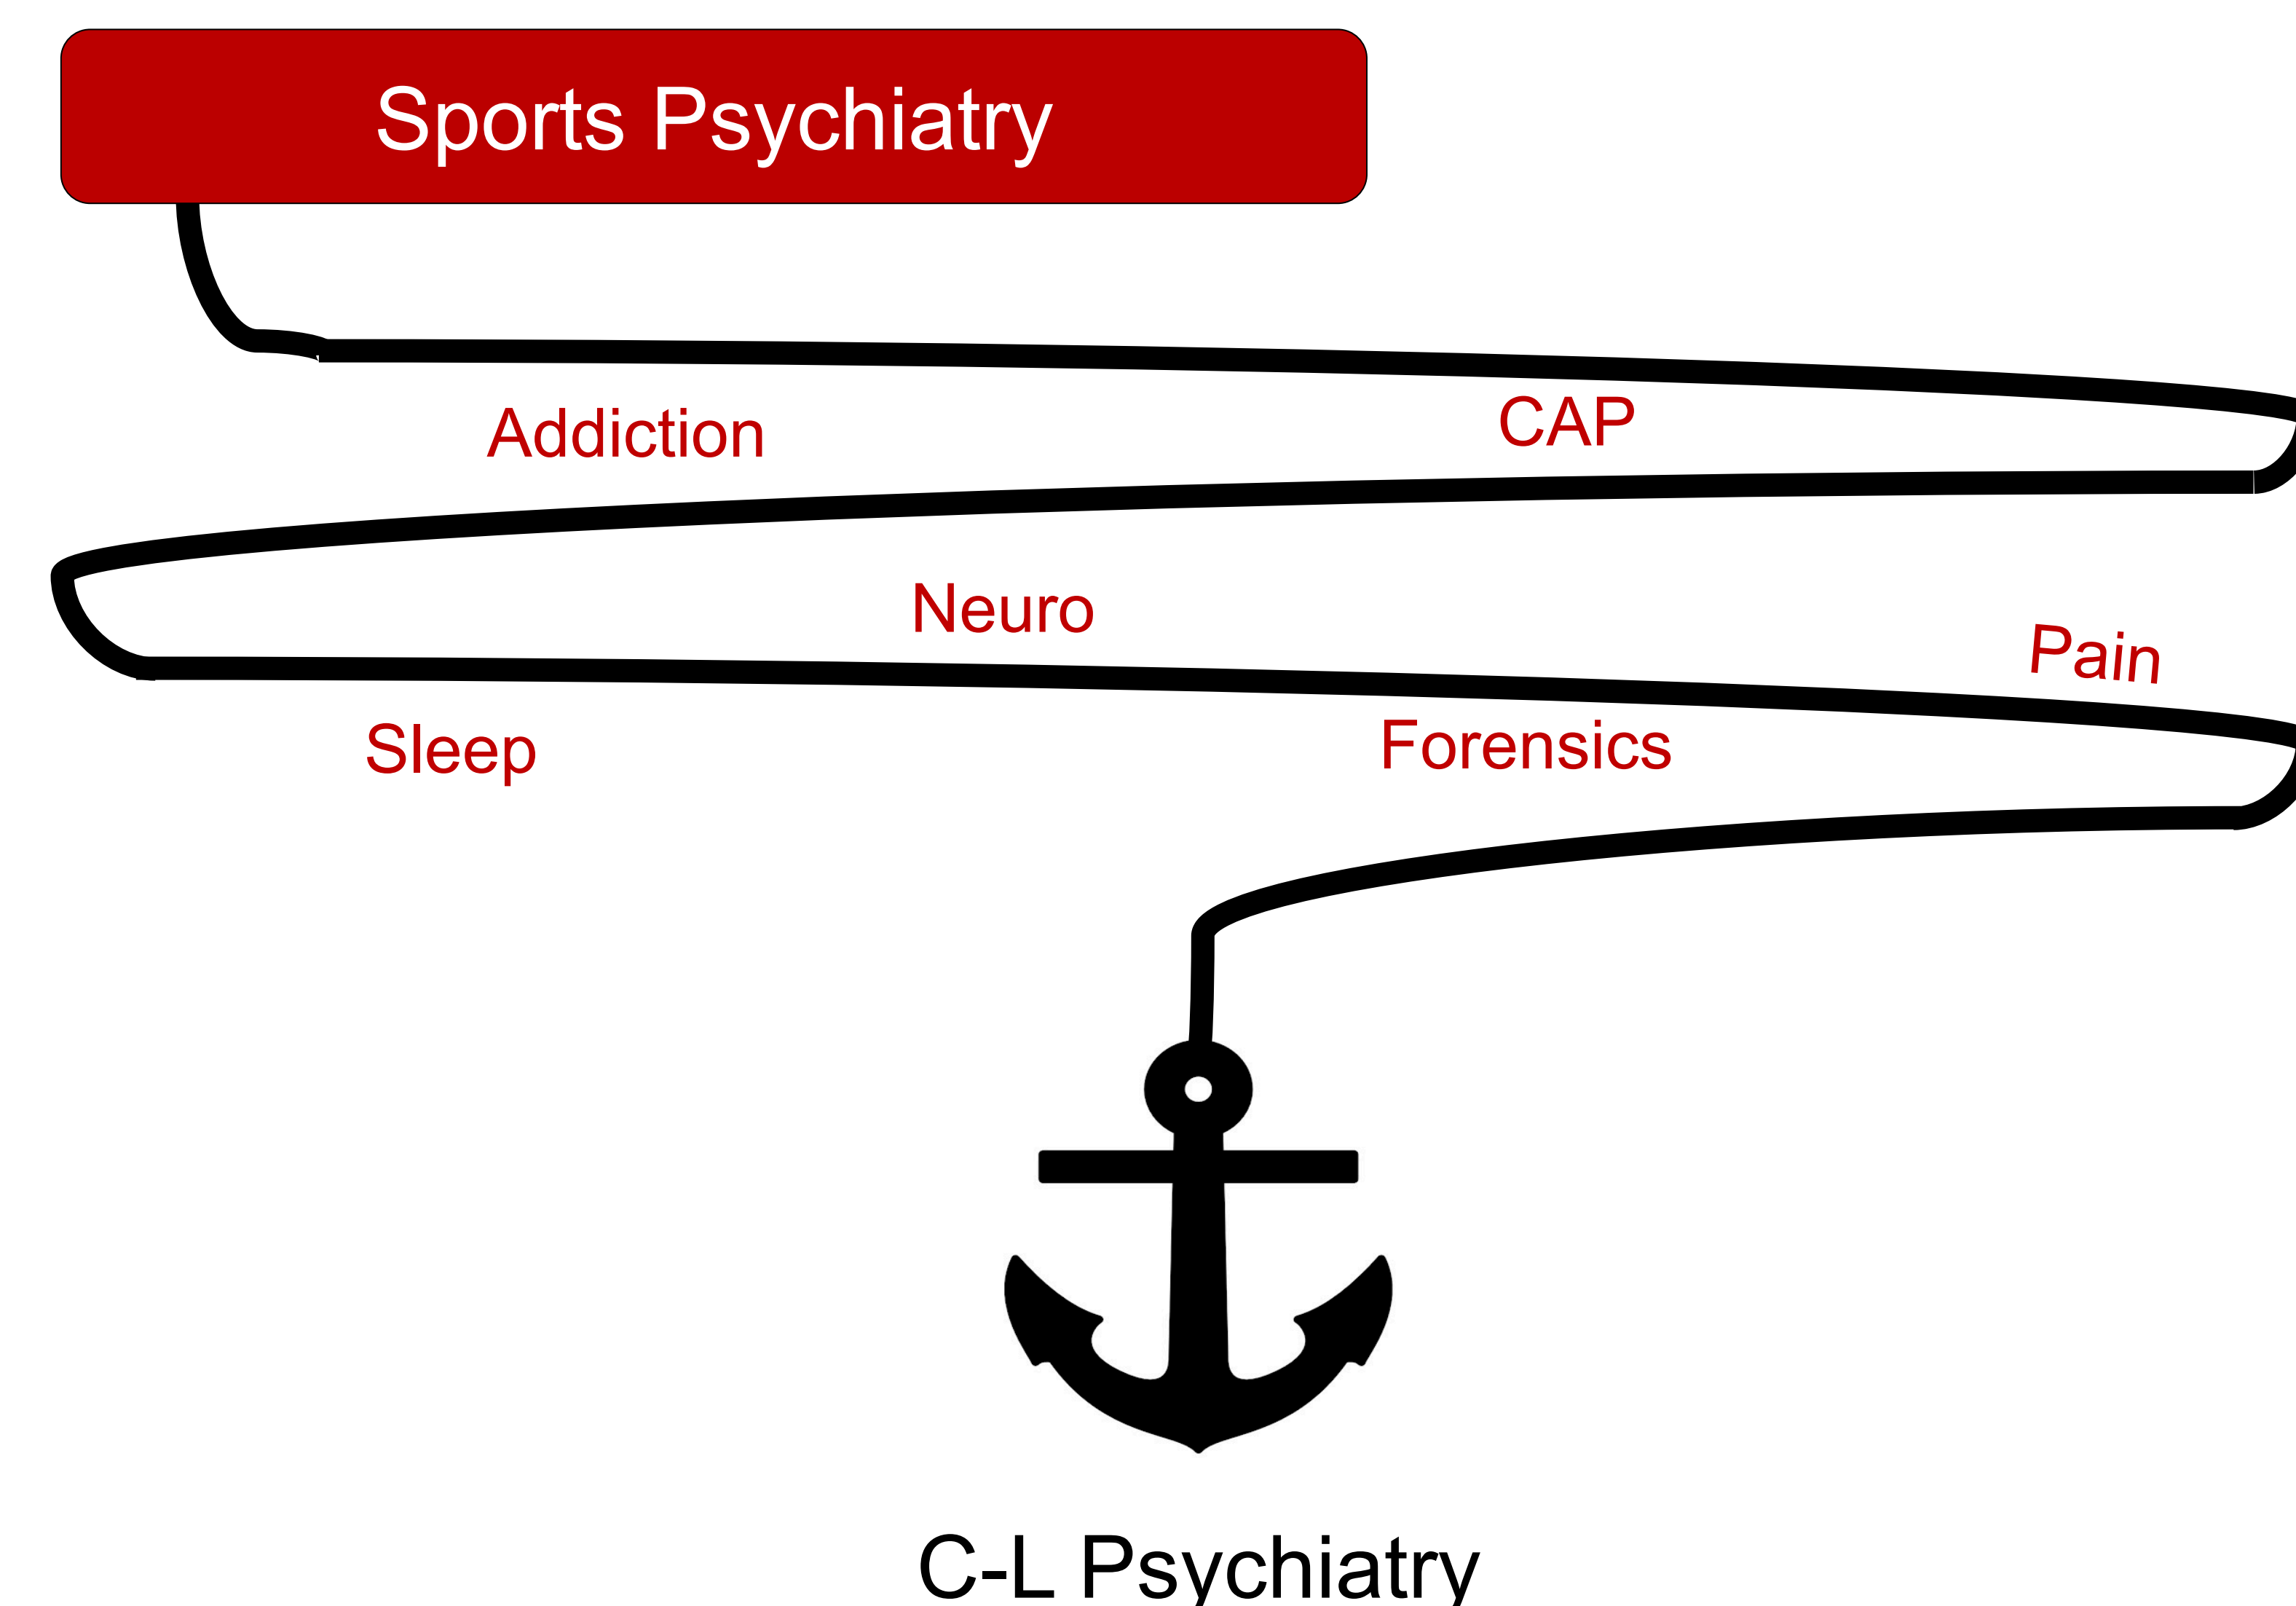 Sports Psychiatry
Addiction
CAP
Neuro
Pain
Sleep
Forensics
C-L Psychiatry